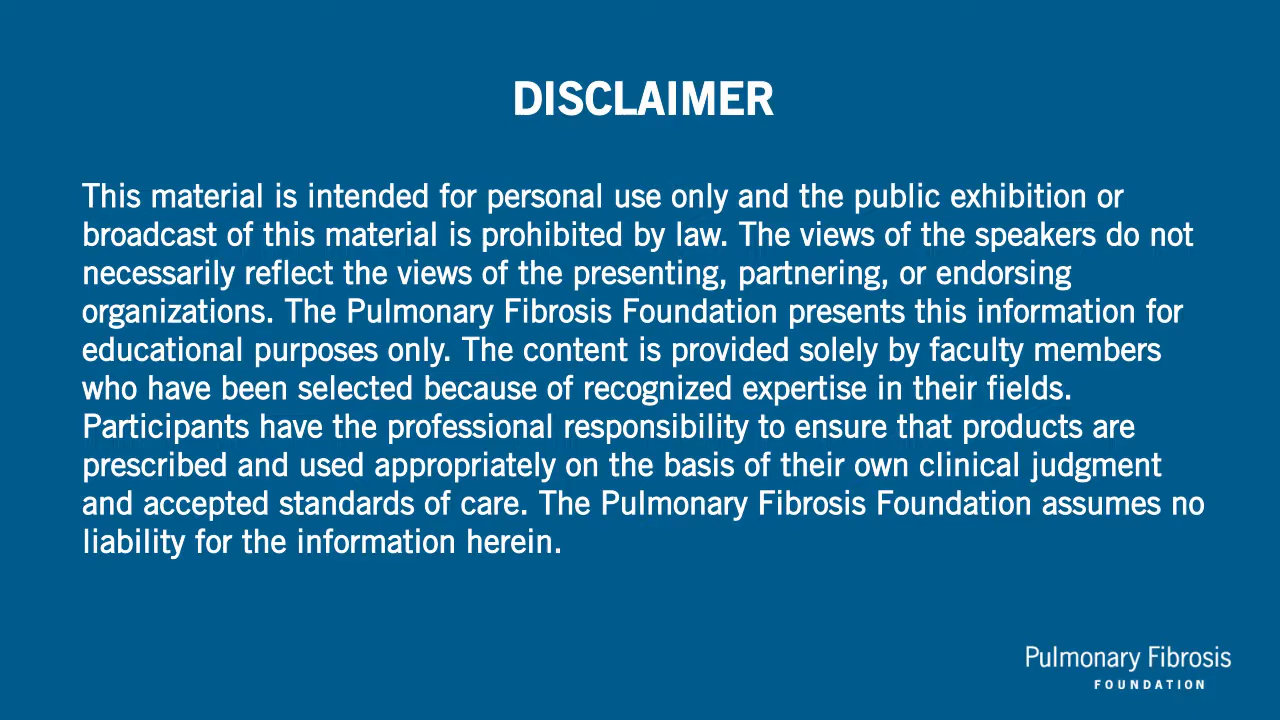 DISCLAIMER
This material is intended for personal use only and the public exhibition or
broadcast of this material is prohibited by law. The views of the speakers do not
necessarily reflect the views of the presenting, partnering, or endorsing
organizations. The Pulmonary Fibrosis Foundation presents this information for
educational purposes only. The content is provided solely by faculty members
who have been selected because of recognized expertise in their fields.
Participants have the professional responsibility to ensure that products are
prescribed and used appropriately on the basis of their own clinical judgment
and accepted standards of care. The Pulmonary Fibrosis Foundation assumes no
liability for the information herein.
Pulmonary Fibrosis
FOUNDATION